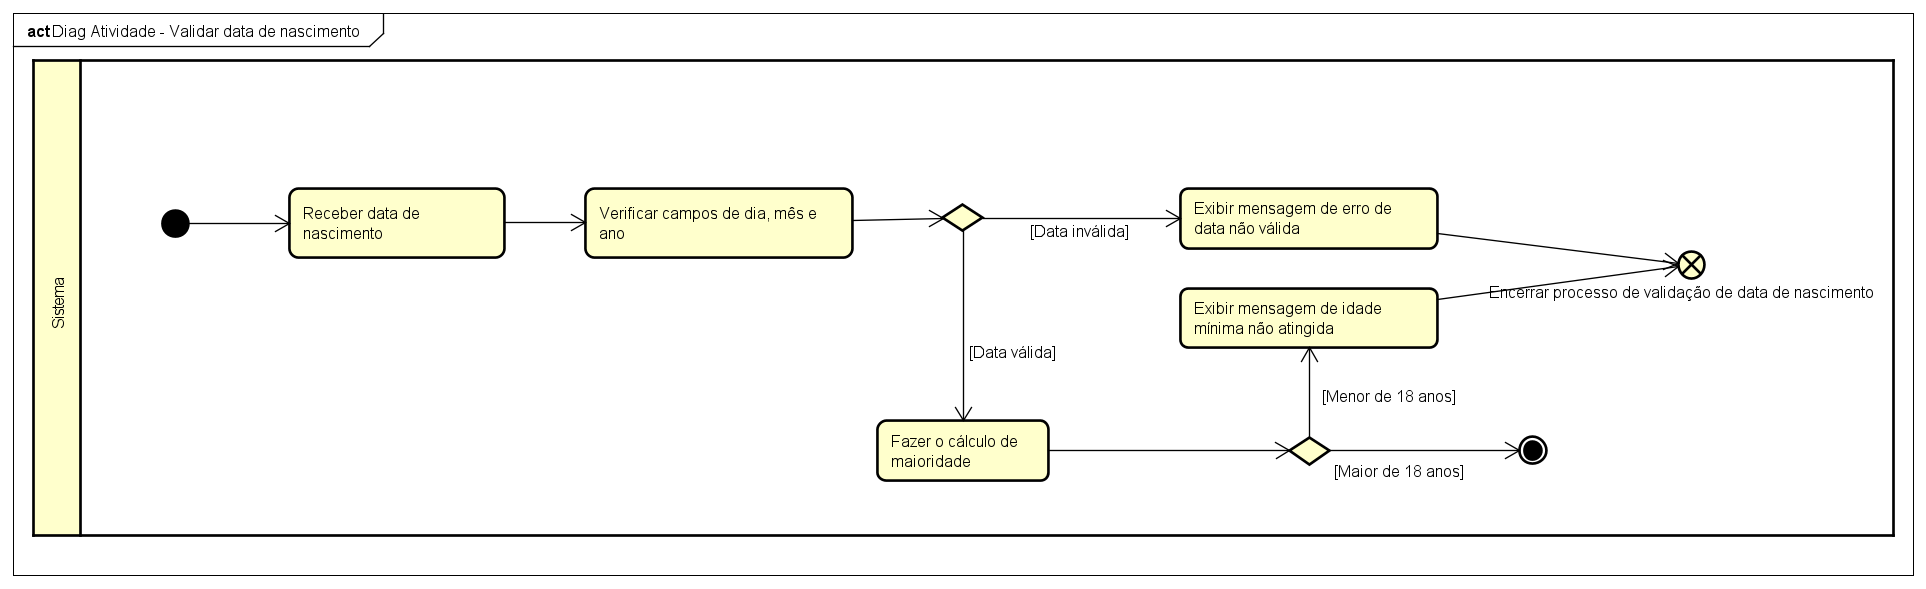 act Diag Atividade - Validar data de nascimento
Sistema
Receber data de
nascimento
Verificar campos de dia, mês e
ano
[Data inválida]
Exibir mensagem de erro de
data não válida
Encerrar processo de validação de data de nascimento
Exibir mensagem de idade
mínima não atingida
[Data válida]
[Menor de 18 anos]
Fazer o cálculo de
maioridade
[Maior de 18 anos]